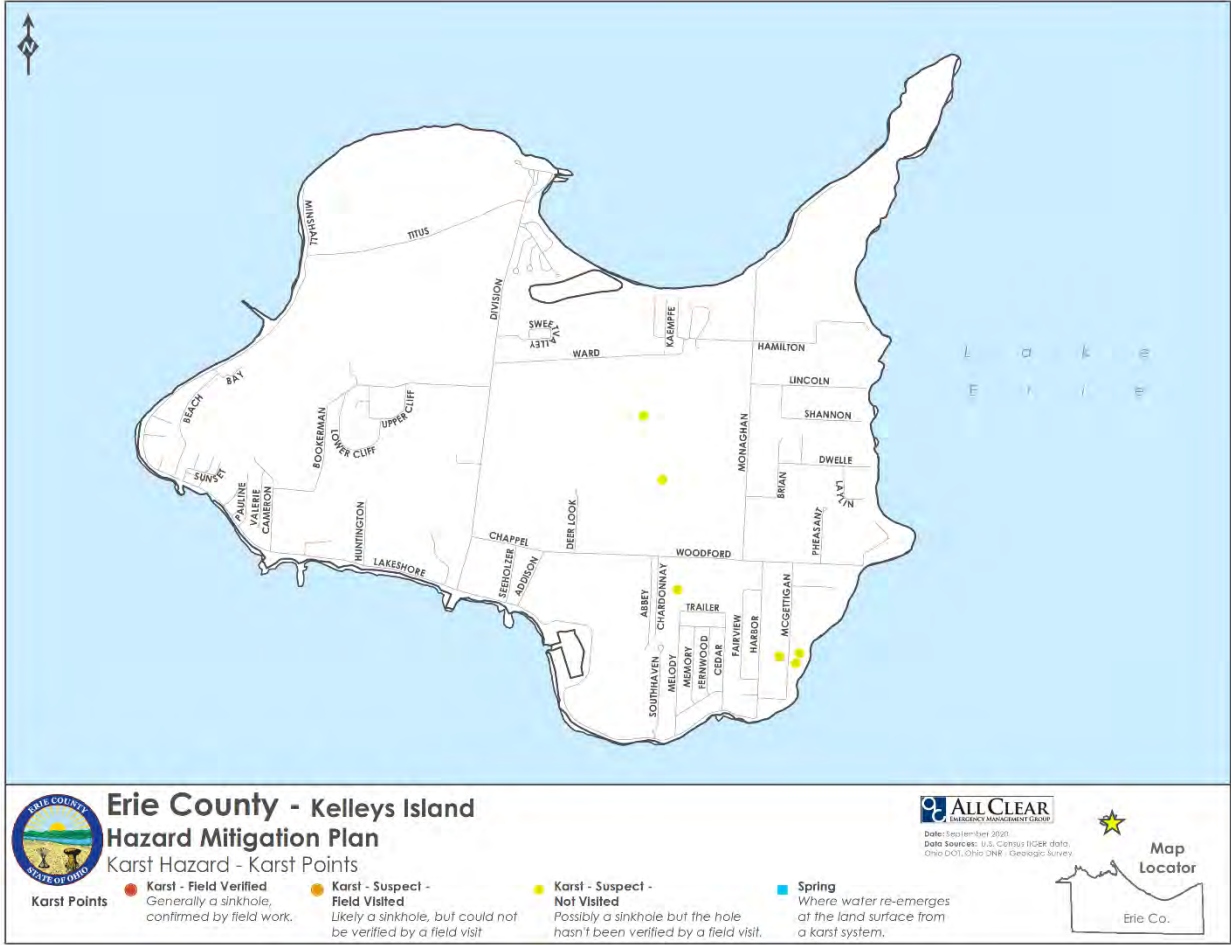 N
MINSHALL
TITUS
DIVISION
SWEET VALLEY
KAEMPFE
WARD
HAMILTON
Lake
Erie
LINCOLN
SHANNON
BAY
BEACH
UPPER CLIFF
BOOKERMAN
LOWER CLIFF
MONAGHAN
DWELLE
BRIAN
LAYLIN
SUNSET
PAULINE
VALERIE
CAMERON
HUNTINGTON
DEER LOOK
PHEASANT
CHAPPEL
WOODFORD
LAKESHORE
SEEHOLZER
ADDISON
ABBEY
CHARDONNAY
TRAILER
MCGETTIGAN
FAIRVIEW
HARBOR
SOUTHHAVEN
MELODY
MEMORY
FERNWOOD
CEDAR
ERIE COUNTY
STATE OF OHIO
Erie County - Kelleys Island
Hazard Mitigation Plan
Karst Hazard - Karst Points
ALL CLEAR
EMERGENCY MANAGEMENT GROUP
Date: September 2020
Data Sources: U.S. Census TIGER data,
Ohio DOT, Ohio DNR - Geologic Survey
Map
Locator
Erie Co.
Karst Points
Karst - Field Verified
Generally a sinkhole,
confirmed by field work.
Karst - Suspect -
Field Visited
Likely a sinkhole, but could not
be verified by a field visit
Karst - Suspect -
Not Visited
Possibly a sinkhole but the hole
hasn't been verified by a field visit.
Spring
Where water re-emerges
at the land surface from
a karst system.